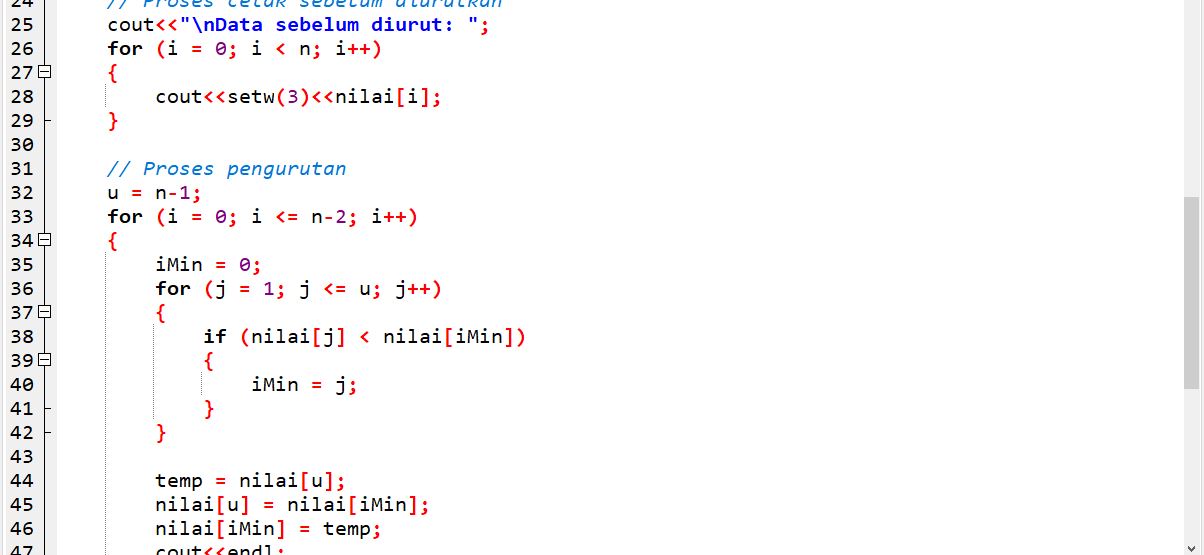 24 // Proses cetak sebelum diurutkan
25 cout<<"\nData sebelum diurut: ";
26 for (i = 0; i < n; i++)
27 {
28 cout<<setw(3)<<nilai[i];
29 }
30
31 // Proses pengurutan
32 u = n-1;
33 for (i = 0; i <= n-2; i++)
34 {
35 iMin = 0;
36 for (j = 1; j <= u; j++)
37 {
38 if (nilai[j] < nilai[iMin])
39 {
40 iMin = j;
41 }
42 }
43
44 temp = nilai[u];
45 nilai[u] = nilai[iMin];
46 nilai[iMin] = temp;
47 cout<<endl;